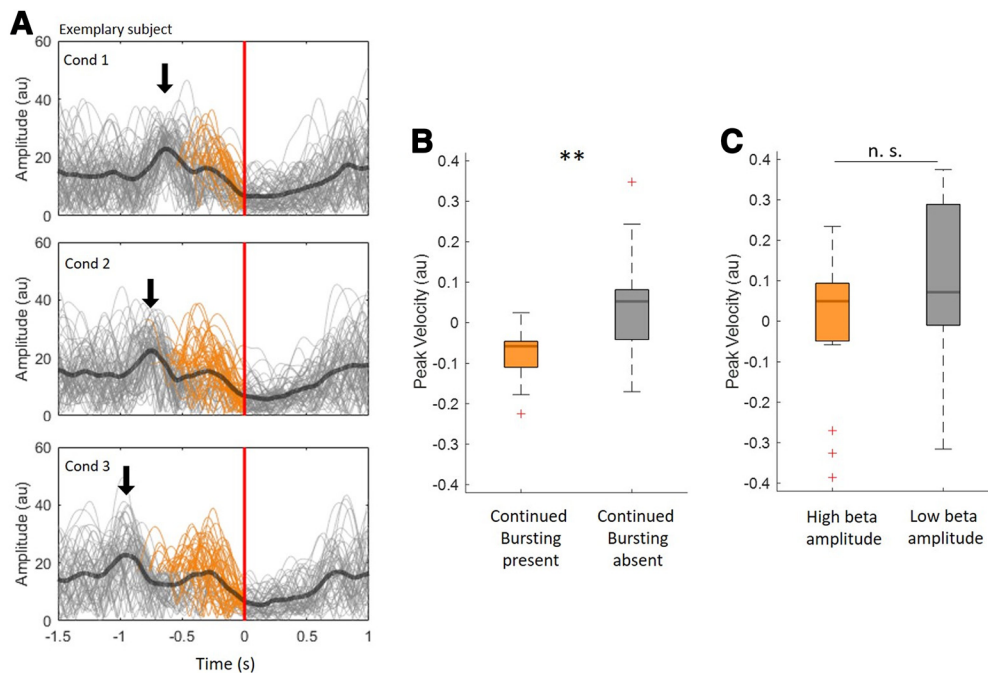 A
Exemplary subject
Cond 1
Amplitude (au)
60
40
20
0
Cond 2
Amplitude (au)
60
40
20
0
Cond 3
Amplitude (au)
60
40
20
0
-1.5 -1 -0.5 0 0.5 1
Time (s)
B
**
Peak Velocity (au)
0.4
0.3
0.2
0.1
0
-0.1
-0.2
-0.3
-0.4
Continued
Bursting
present
Continued
Bursting
absent
C
n. s.
Peak Velocity (au)
0.4
0.3
0.2
0.1
0
-0.1
-0.2
-0.3
-0.4
High beta
amplitude
Low beta
amplitude